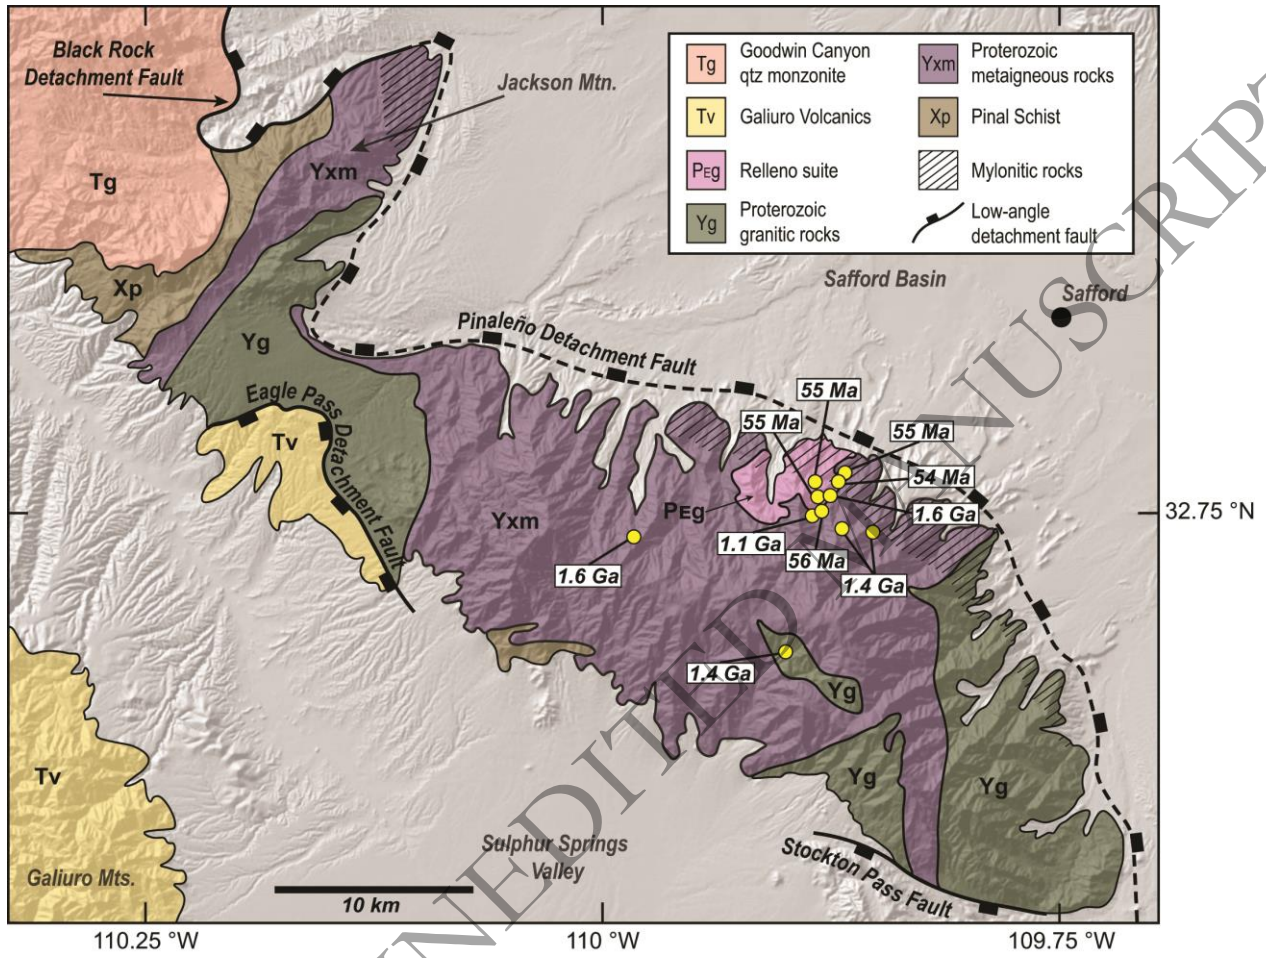 Black Rock
Detachment Fault
Jackson Mtn.
Tg
Goodwin Canyon
qtz monzonite
Tv
Galiuro Volcanics
PEg
Relleno suite
Yg
Proterozoic
granitic rocks
Yxm
Proterozoic
metaigneous rocks
Xp
Pinal Schist
Mylonitic rocks
Low-angle
detachment fault
Tg
Yxm
Xp
Yg
Safford Basin
Safford
Pinaleño Detachment Fault
Eagle Pass Detachment Fault
Tv
55 Ma
55 Ma
55 Ma
54 Ma
PEg
1.6 Ga
1.1 Ga
56 Ma
1.4 Ga
Yxm
1.6 Ga
32.75 °N
1.4 Ga
Yg
Tv
Yg
Yg
Sulphur Springs
Valley
Stockton Pass Fault
Galiuro Mts.
10 km
110.25 °W
110 °W
109.75 °W
UNEDITED MANUSCRIPT